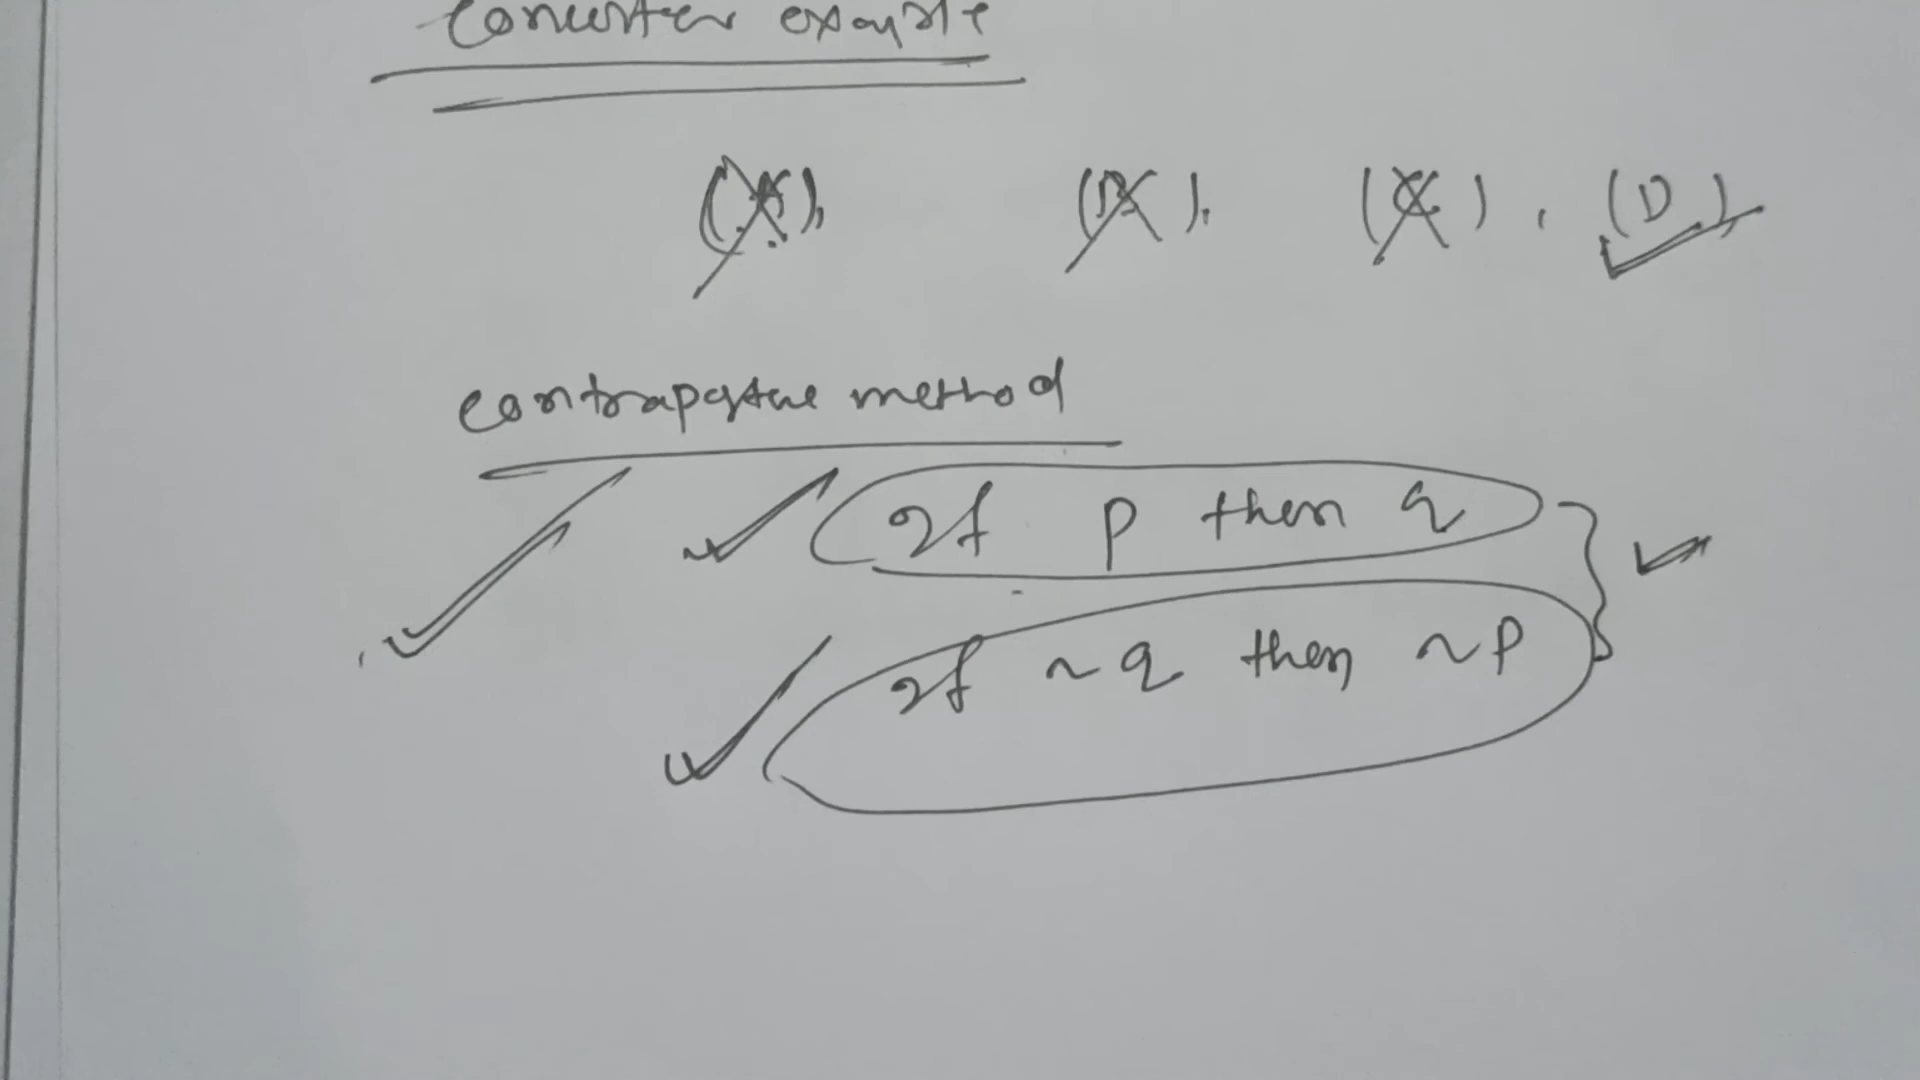 Counter example
(A), (B), (C), (D)
contrapositive method
If p then q
If ~q then ~p